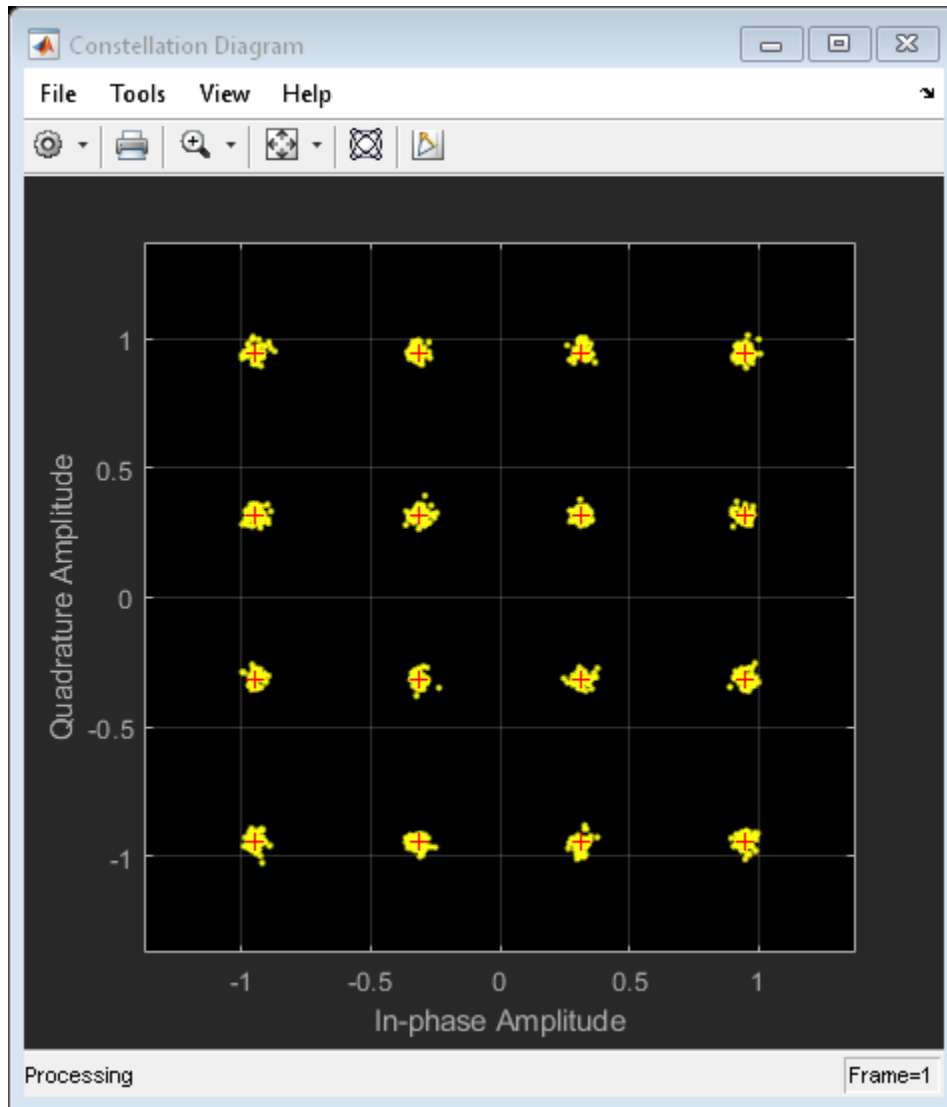 Constellation Diagram
File Tools View Help
1
0.5
0
-0.5
-1
Quadrature Amplitude
-1 -0.5 0 0.5 1
In-phase Amplitude
Processing Frame=1